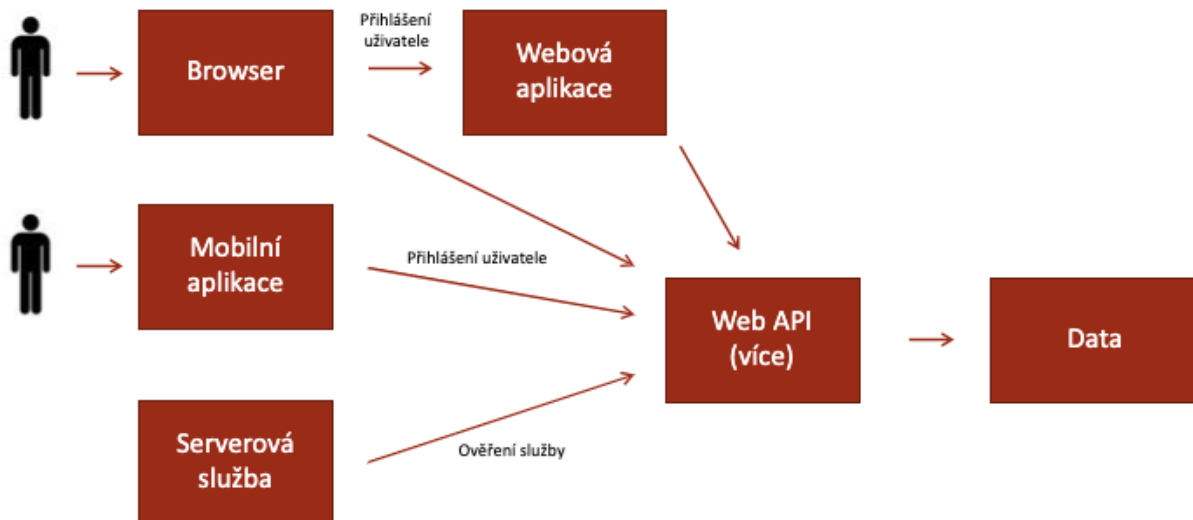 Přihlášení
uživatele
Browser
Webová
aplikace
Mobilní
aplikace
Přihlášení uživatele
Web API
(více)
Data
Serverová
služba
Ověření služby